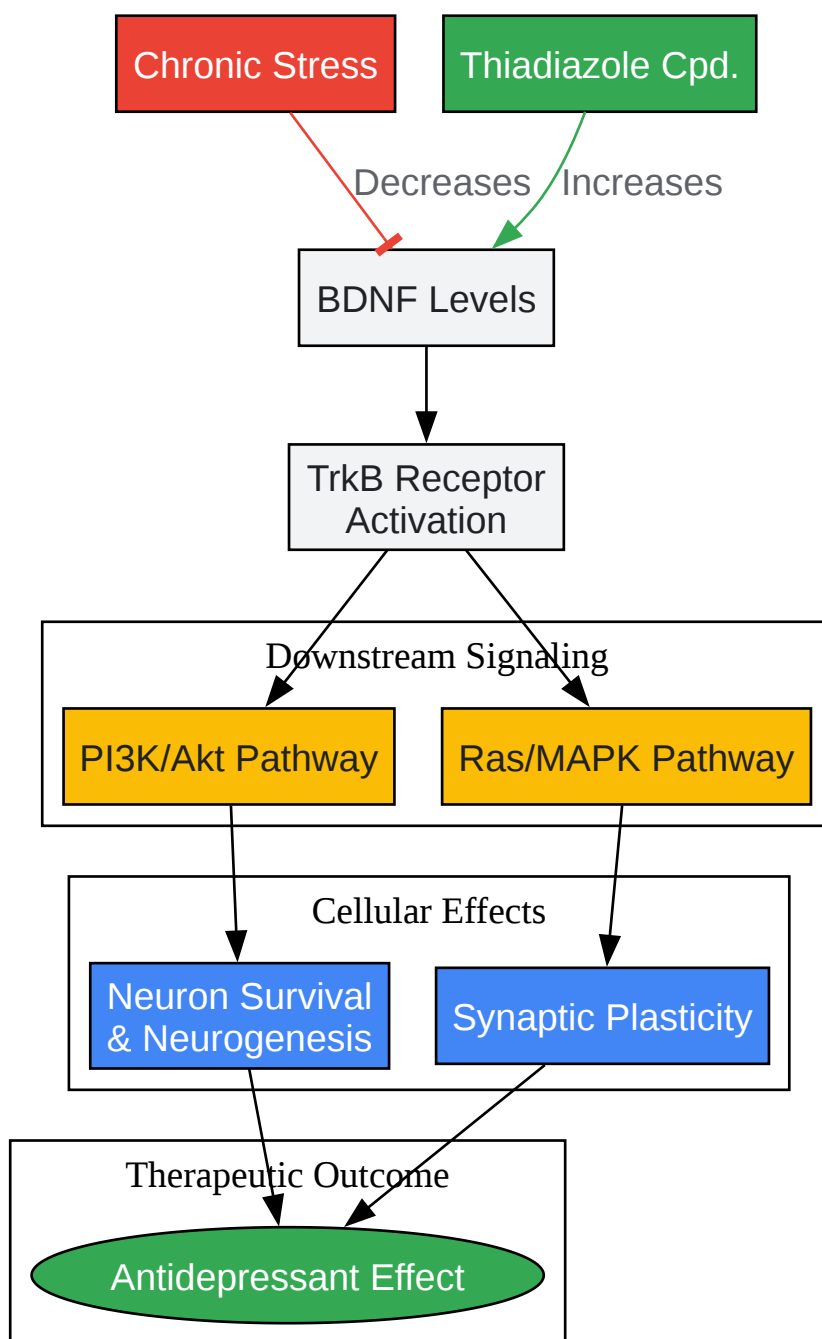 Chronic Stress
Thiadiazole Cpd.
Decreases
Increases
BDNF Levels
TrkB Receptor
Activation
Downstream Signaling
PI3K/Akt Pathway
Ras/MAPK Pathway
Cellular Effects
Neuron Survival
& Neurogenesis
Synaptic Plasticity
Therapeutic Outcome
Antidepressant Effect